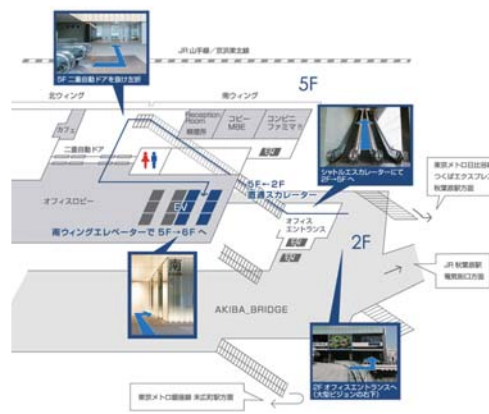 JR 山手線／京浜東北線
5F
5F 二重自動ドアを抜け左折
北ウィング
南ウィング
Reception
Room
喫煙所
コピー
MBE
コンビニ
ファミマ!!
カフェ
二重自動ドア
シャトルエスカレーターにて
2F→5F へ
東京メトロ日比谷線
つくばエクスプレス
秋葉原駅方面
5F←2F
直通スカレーター
オフィスロビー
EV
オフィス
エントランス
南ウィングエレベーターで 5F→6F へ
2F
JR 秋葉原駅
電気街口方面
AKIBA_BRIDGE
2F オフィスエントランスへ
(大型ビジョンの右下)
東京メトロ銀座線 末広町駅方面